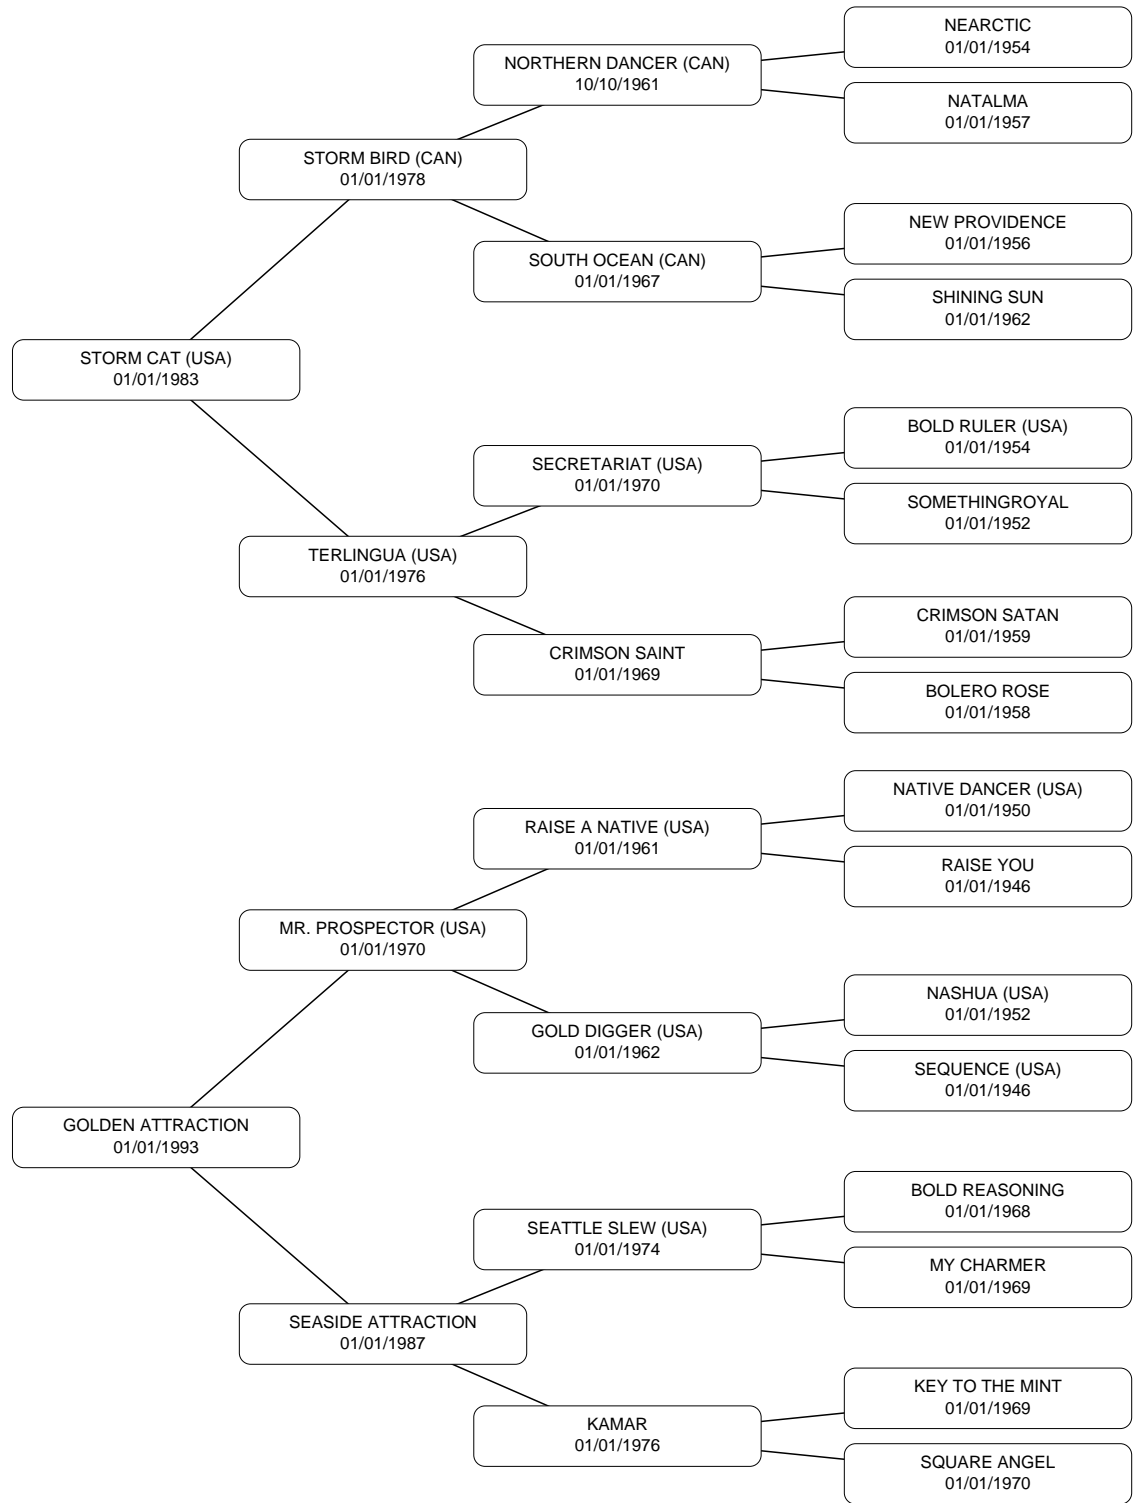 NEARCTIC
01/01/1954
NORTHERN DANCER (CAN)
10/10/1961
NATALMA
01/01/1957
STORM BIRD (CAN)
01/01/1978
NEW PROVIDENCE
01/01/1956
SOUTH OCEAN (CAN)
01/01/1967
SHINING SUN
01/01/1962
STORM CAT (USA)
01/01/1983
BOLD RULER (USA)
01/01/1954
SECRETARIAT (USA)
01/01/1970
SOMETHINGROYAL
01/01/1952
TERLINGUA (USA)
01/01/1976
CRIMSON SATAN
01/01/1959
CRIMSON SAINT
01/01/1969
BOLERO ROSE
01/01/1958
NATIVE DANCER (USA)
01/01/1950
RAISE A NATIVE (USA)
01/01/1961
RAISE YOU
01/01/1946
MR. PROSPECTOR (USA)
01/01/1970
NASHUA (USA)
01/01/1952
GOLD DIGGER (USA)
01/01/1962
SEQUENCE (USA)
01/01/1946
GOLDEN ATTRACTION
01/01/1993
BOLD REASONING
01/01/1968
SEATTLE SLEW (USA)
01/01/1974
MY CHARMER
01/01/1969
SEASIDE ATTRACTION
01/01/1987
KEY TO THE MINT
01/01/1969
KAMAR
01/01/1976
SQUARE ANGEL
01/01/1970